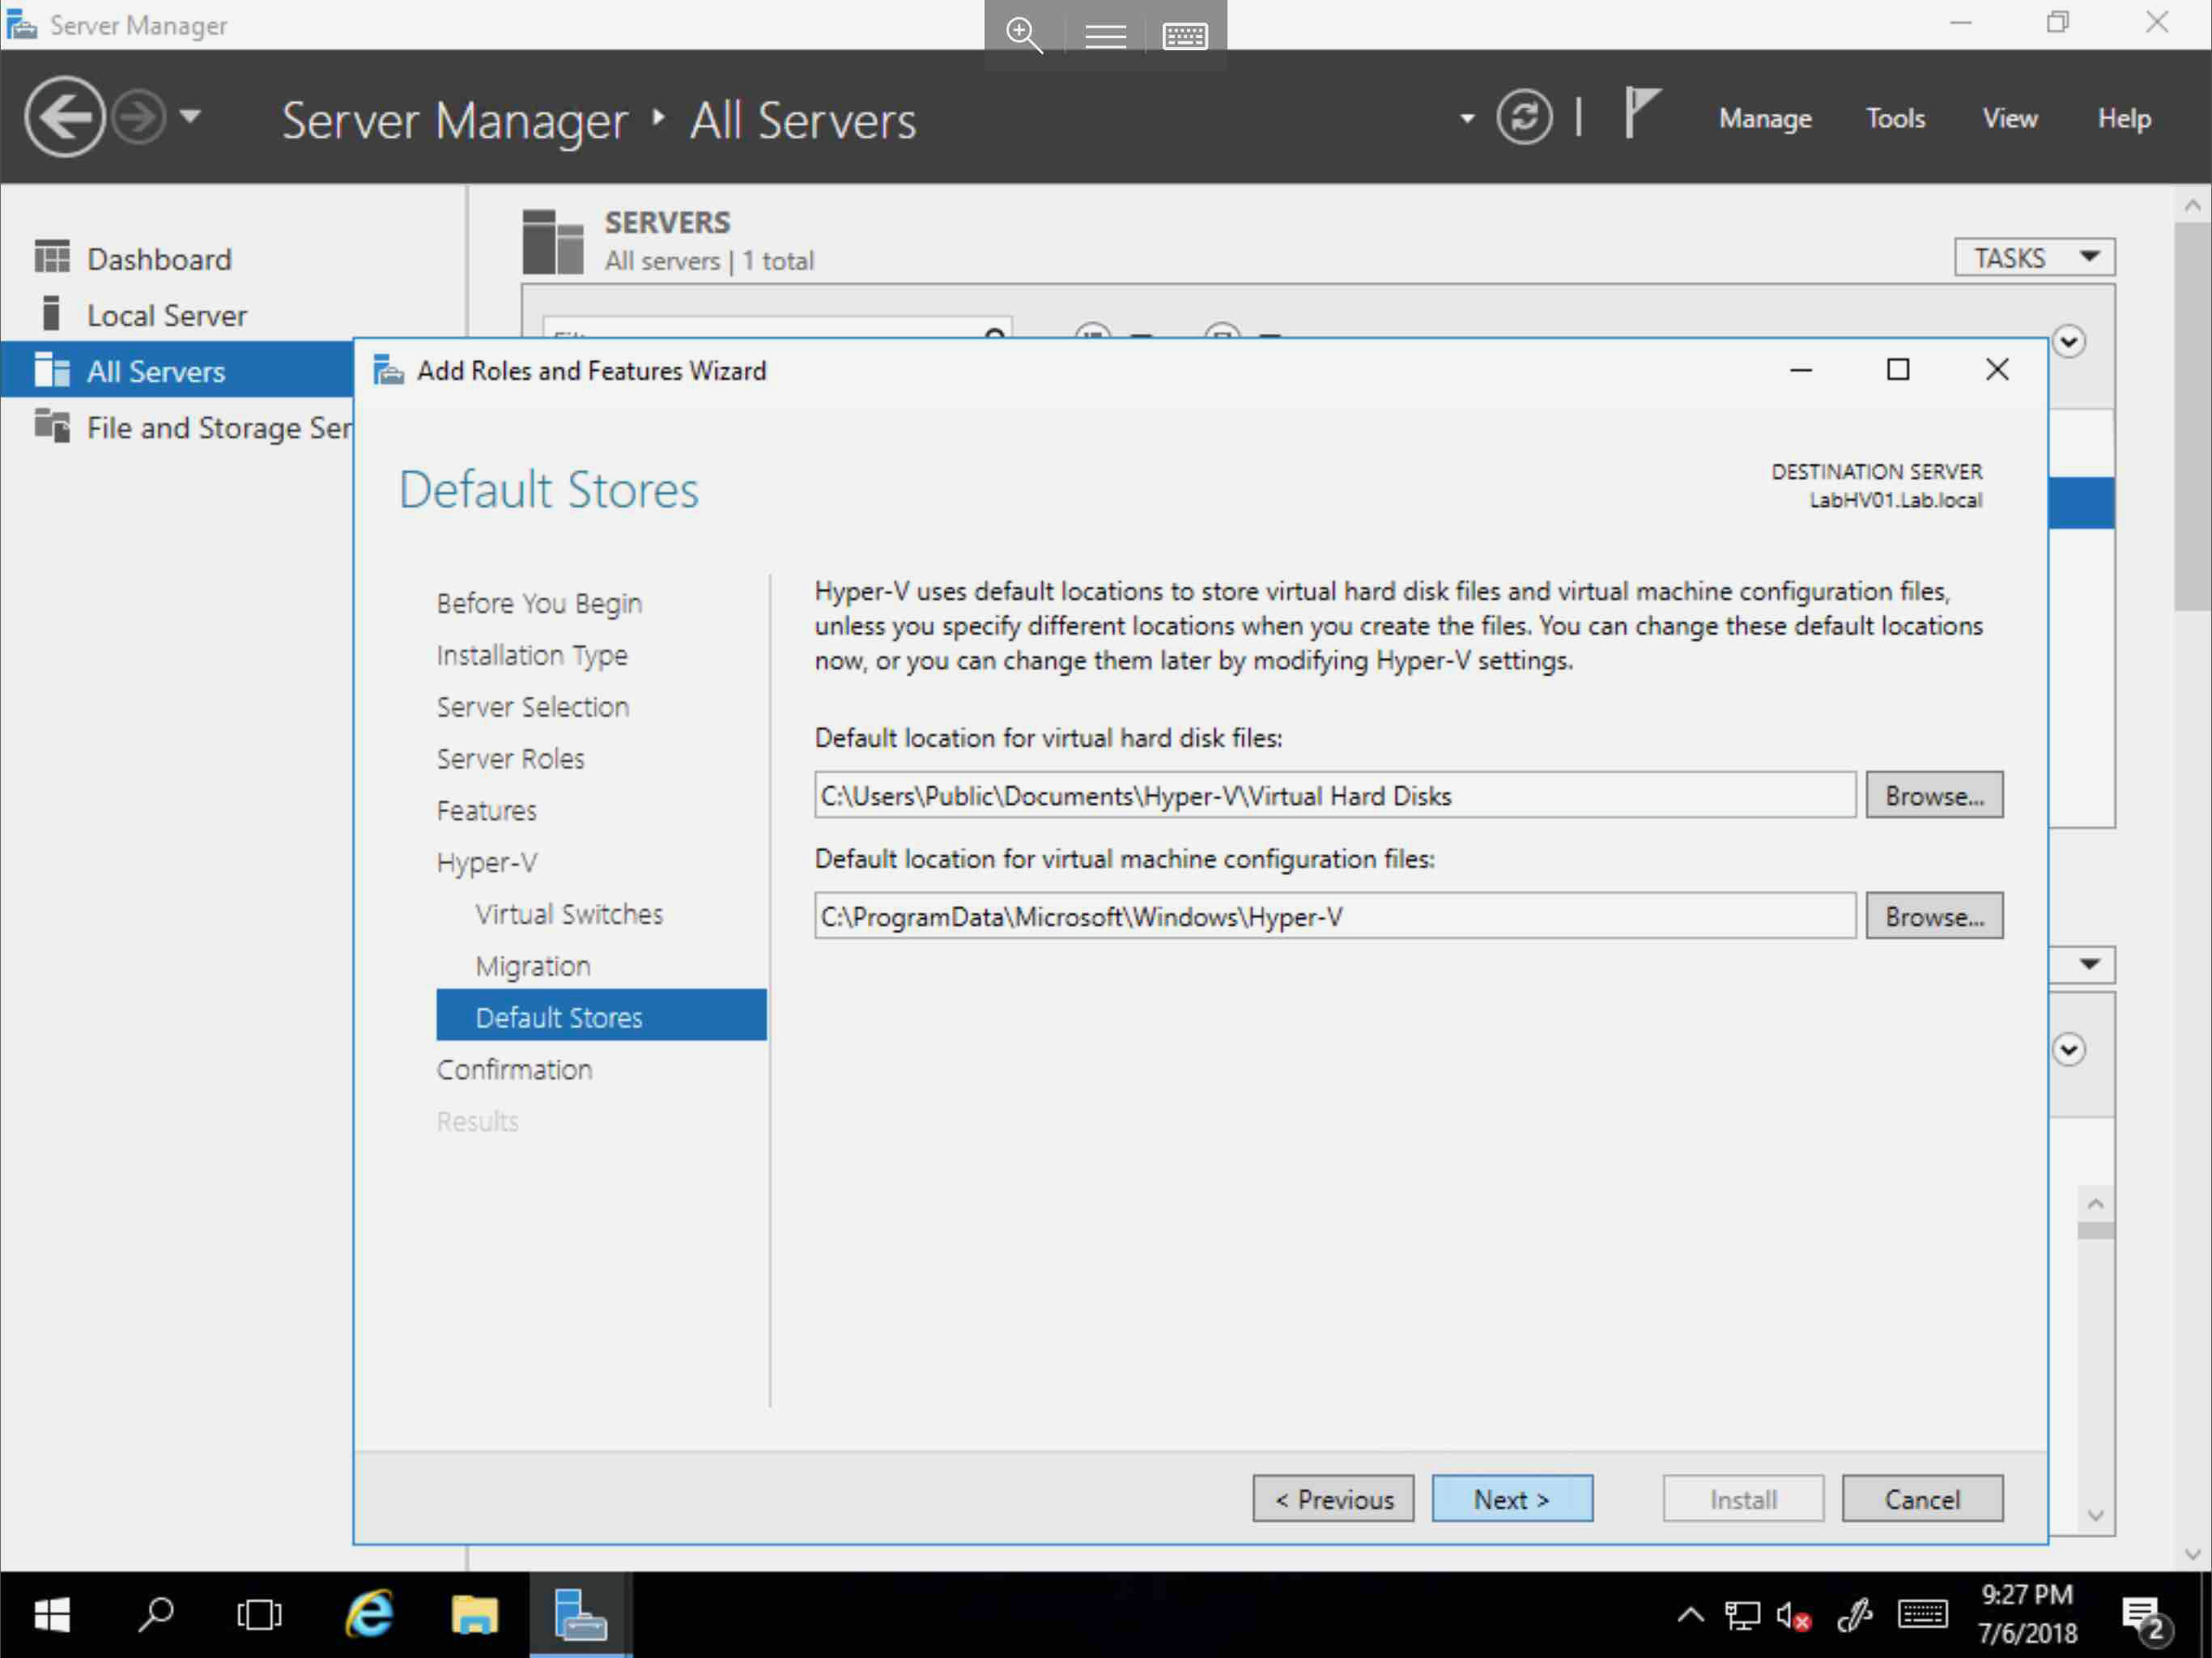 Server Manager
Server Manager ‣ All Servers
Manage
Tools
View
Help
Dashboard
Local Server
All Servers
File and Storage Ser
SERVERS
All servers | 1 total
TASKS
Add Roles and Features Wizard
Default Stores
DESTINATION SERVER
LabHV01.Lab.local
Before You Begin
Installation Type
Server Selection
Server Roles
Features
Hyper-V
Virtual Switches
Migration
Default Stores
Confirmation
Results
Hyper-V uses default locations to store virtual hard disk files and virtual machine configuration files,
unless you specify different locations when you create the files. You can change these default locations
now, or you can change them later by modifying Hyper-V settings.
Default location for virtual hard disk files:
C:\Users\Public\Documents\Hyper-V\Virtual Hard Disks
Browse...
Default location for virtual machine configuration files:
C:\ProgramData\Microsoft\Windows\Hyper-V
Browse...
< Previous
Next >
Install
Cancel
9:27 PM
7/6/2018
2